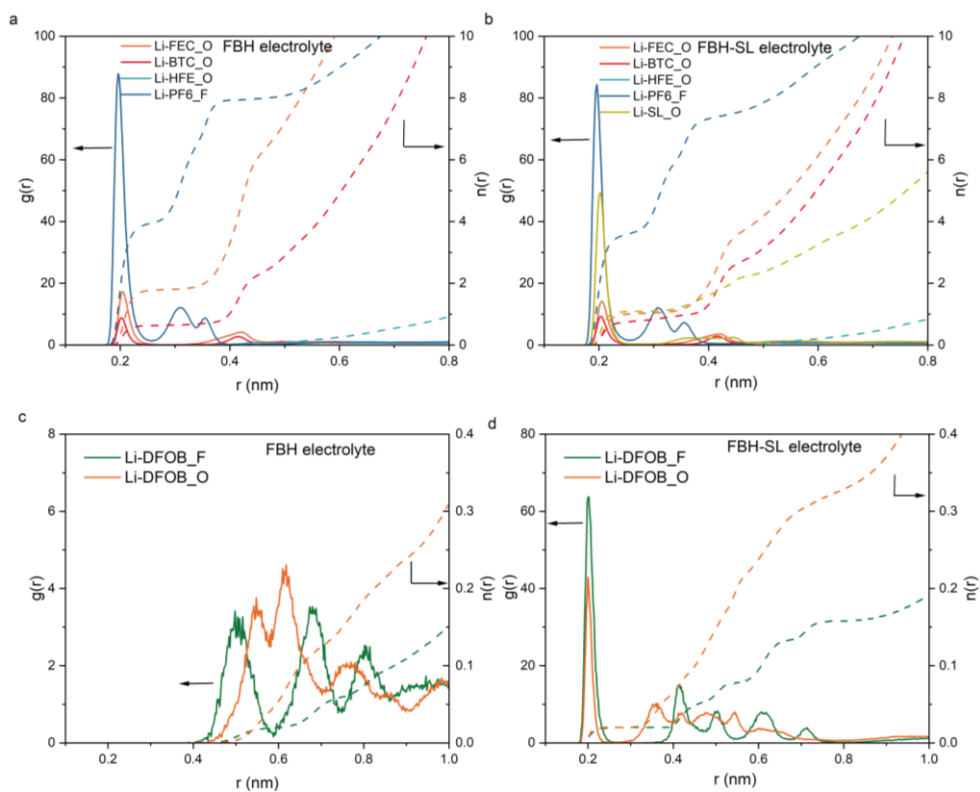 a
FBH electrolyte
Li-FEC_O
Li-BTC_O
Li-HFE_O
Li-PF6_F
100
80
60
40
20
0
g(r)
10
8
6
4
2
0
n(r)
0.2 0.4 0.6 0.8
r (nm)
b
FBH-SL electrolyte
Li-FEC_O
Li-BTC_O
Li-HFE_O
Li-PF6_F
Li-SL_O
100
80
60
40
20
0
g(r)
10
8
6
4
2
0
n(r)
0.2 0.4 0.6 0.8
r (nm)
c
FBH electrolyte
Li-DFOB_F
Li-DFOB_O
8
6
4
2
0
g(r)
0.4
0.3
0.2
0.1
0.0
n(r)
0.2 0.4 0.6 0.8 1.0
r (nm)
d
FBH-SL electrolyte
Li-DFOB_F
Li-DFOB_O
80
60
40
20
0
g(r)
0.4
0.3
0.2
0.1
0.0
n(r)
0.2 0.4 0.6 0.8 1.0
r (nm)